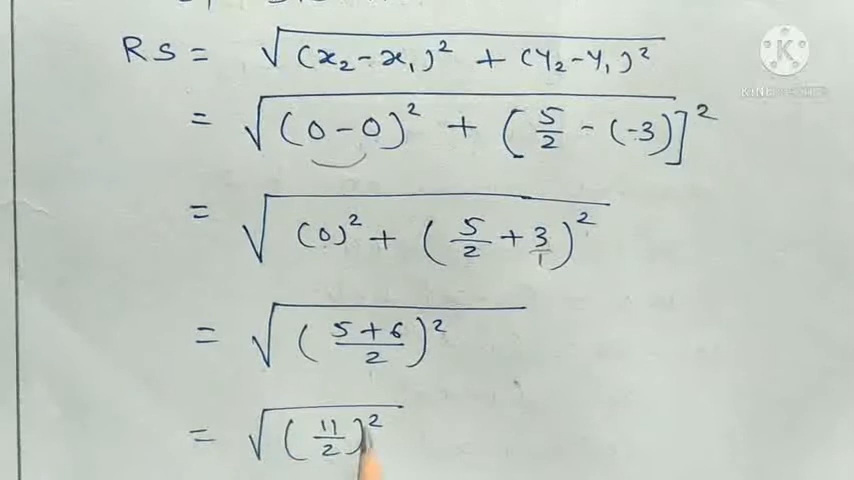 RS = √(x₂-x₁)² + (y₂-y₁)²
= √(0-0)² + [5/2 - (-3)]²
= √(0)² + (5/2 + 3/1)²
= √(5+6/2)²
= √(11/2)²
K